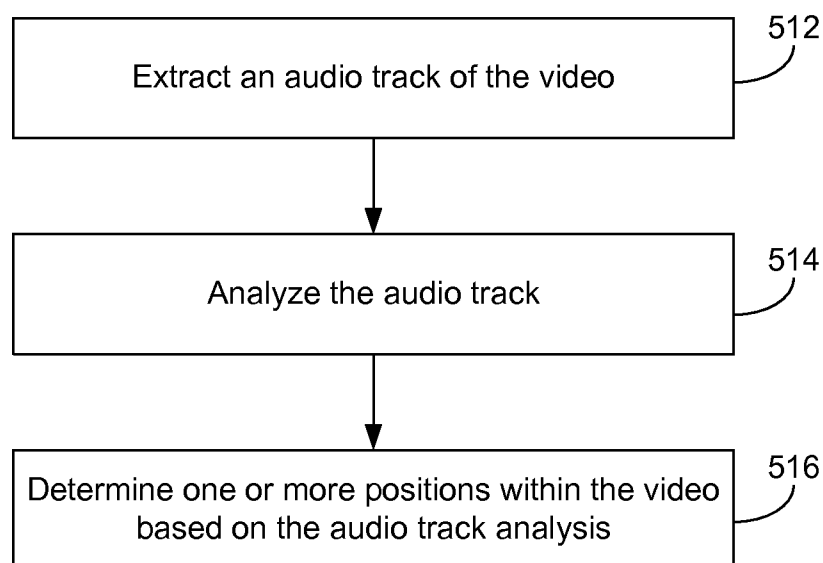 512
Extract an audio track of the video
514
Analyze the audio track
516
Determine one or more positions within the video
based on the audio track analysis